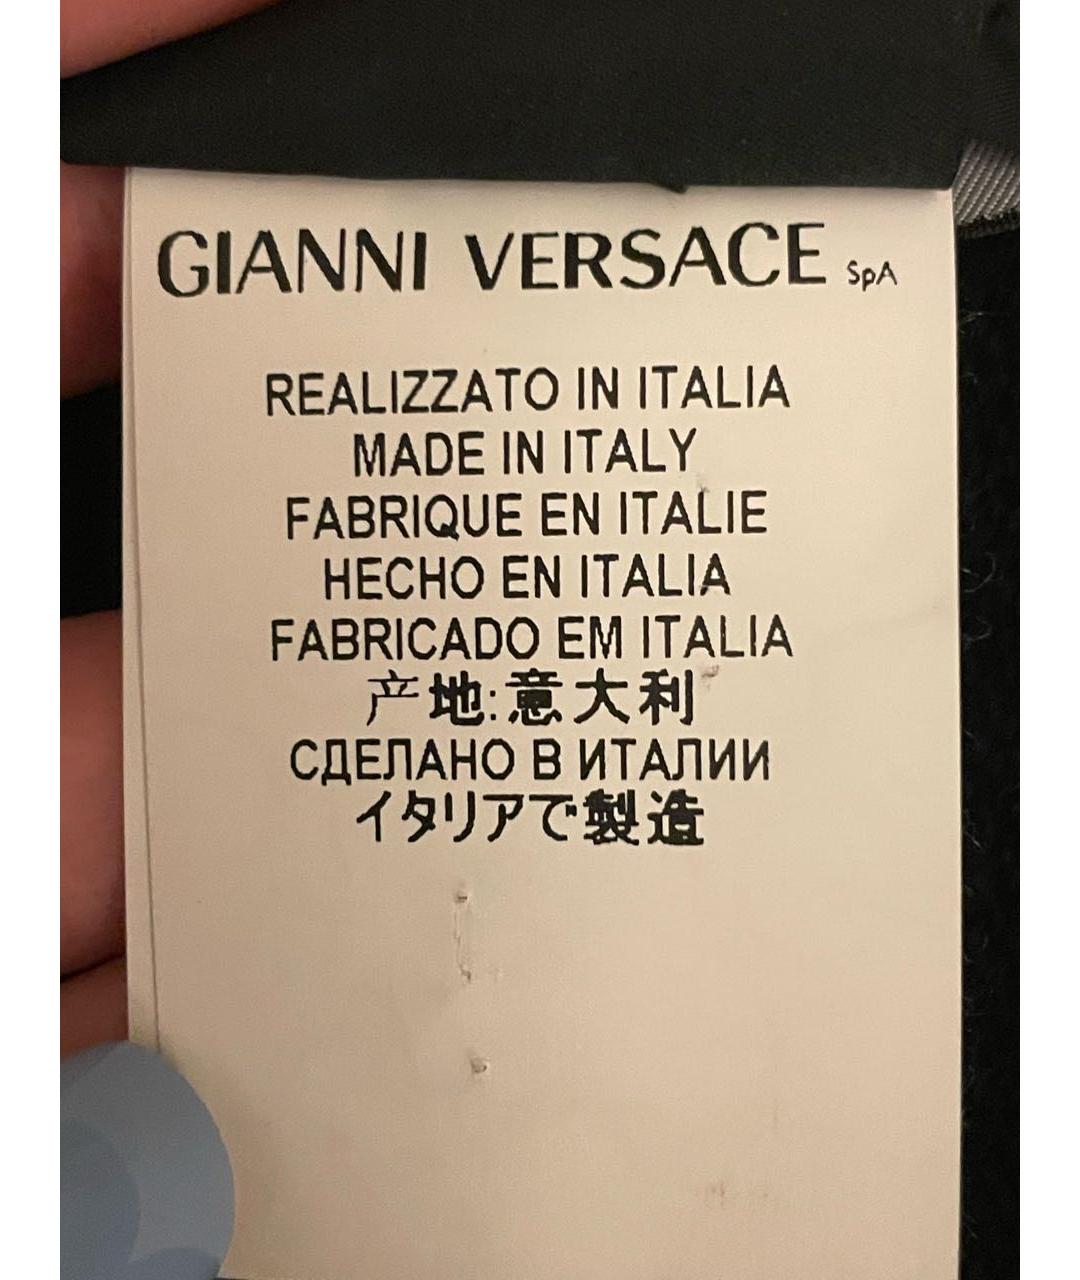 GIANNI VERSACE SpA
REALIZZATO IN ITALIA
MADE IN ITALY
FABRIQUE EN ITALIE
HECHO EN ITALIA
FABRICADO EM ITALIA
产地:意大利
СДЕЛАНО В ИТАЛИИ
イタリアで製造